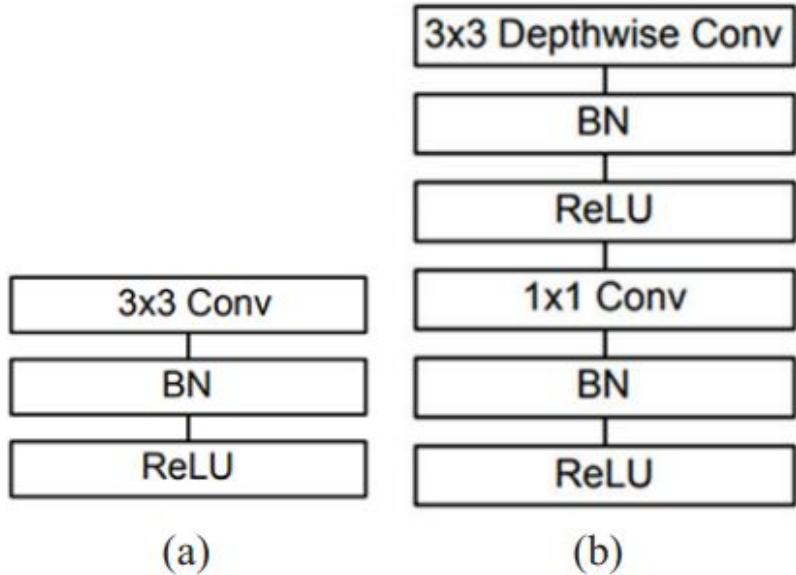 3x3 Conv
BN
ReLU
(a)
3x3 Depthwise Conv
BN
ReLU
1x1 Conv
BN
ReLU
(b)